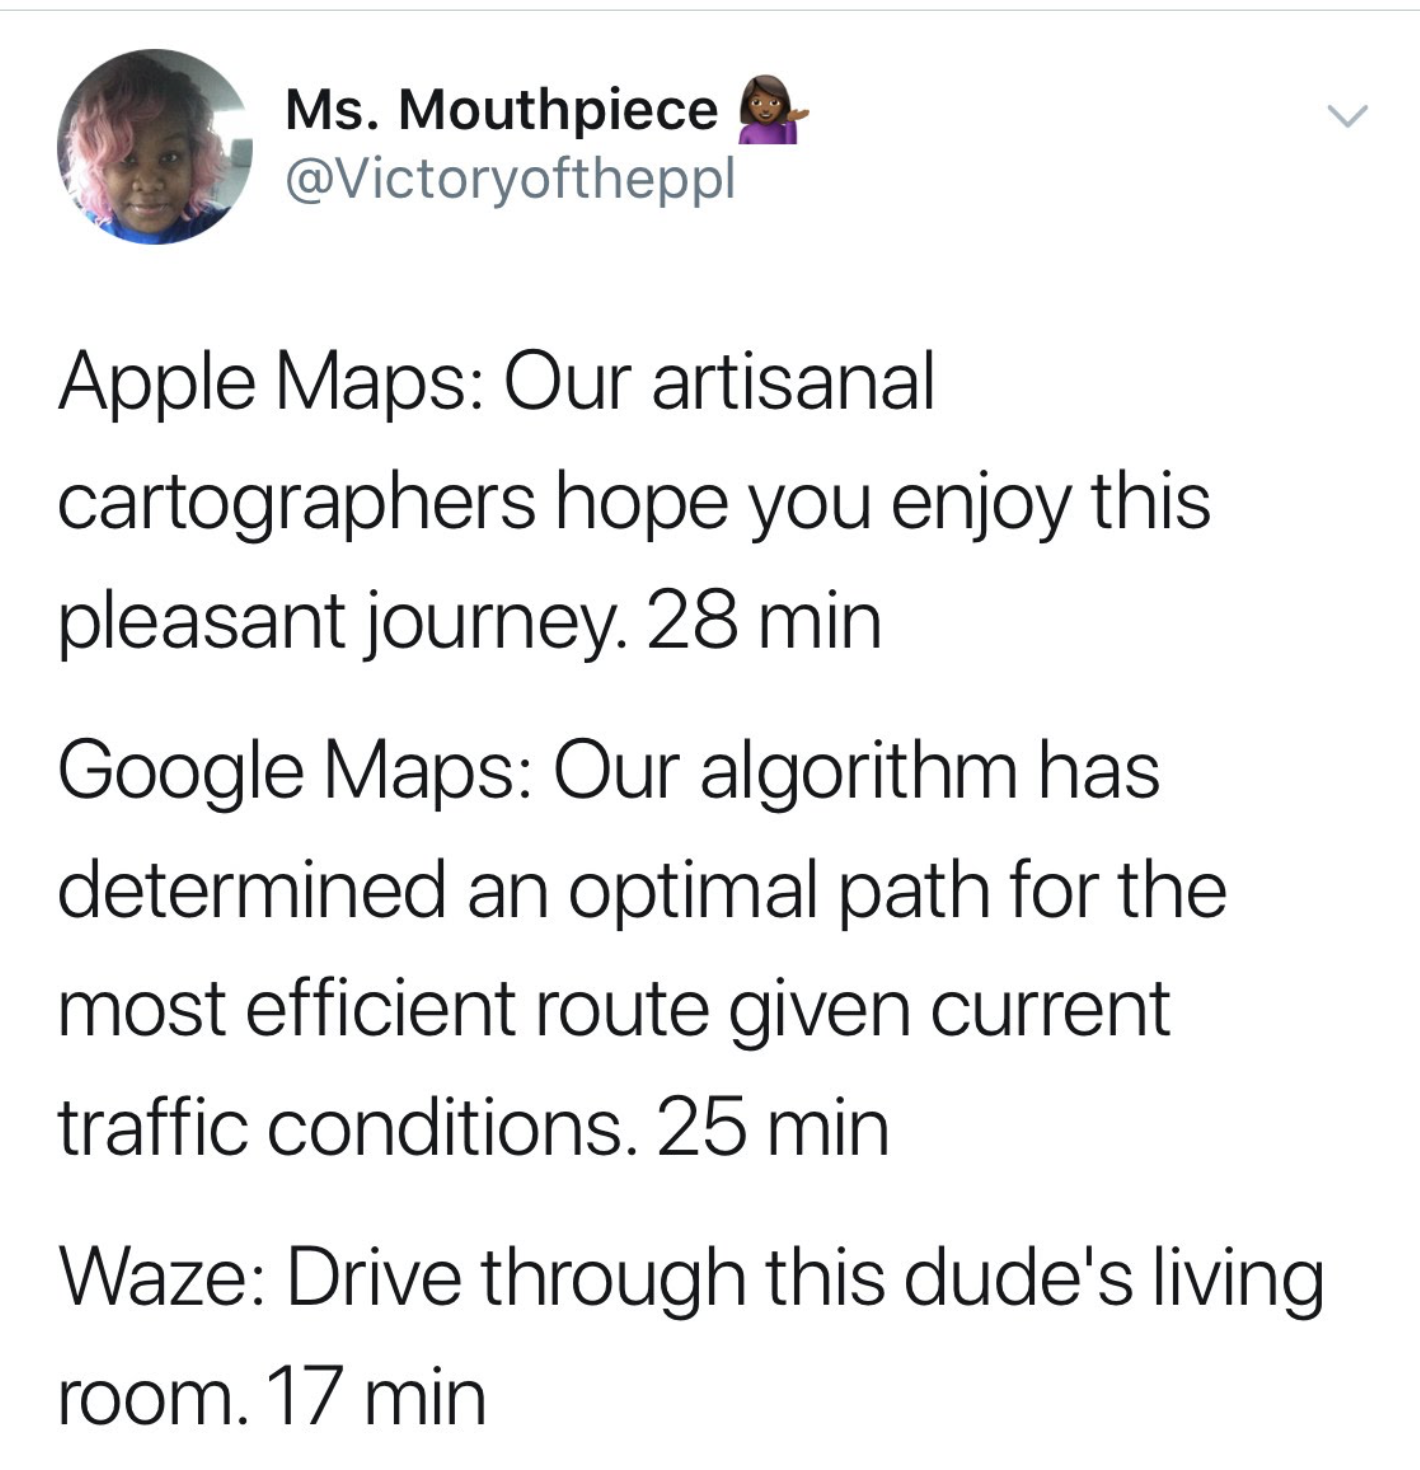 Ms. Mouthpiece 💁🏾‍♀️
@Victoryoftheppl
Apple Maps: Our artisanal
cartographers hope you enjoy this
pleasant journey. 28 min
Google Maps: Our algorithm has
determined an optimal path for the
most efficient route given current
traffic conditions. 25 min
Waze: Drive through this dude's living
room. 17 min